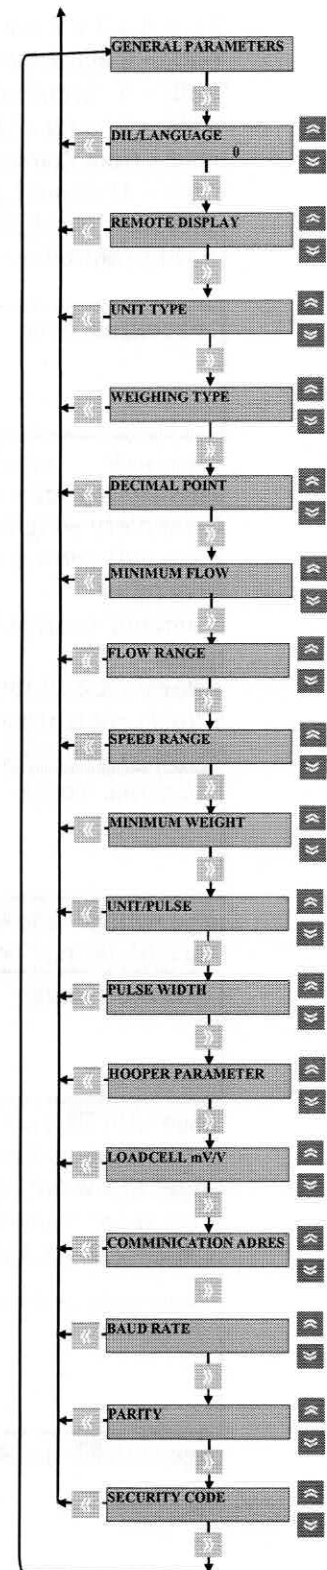 GENERAL PARAMETERS
DIL/LANGUAGE
0
REMOTE DISPLAY
UNIT TYPE
WEIGHING TYPE
DECIMAL POINT
MINIMUM FLOW
FLOW RANGE
SPEED RANGE
MINIMUM WEIGHT
UNIT/PULSE
PULSE WIDTH
HOOPER PARAMETER
LOADCELL mV/V
COMMINICATION ADRES
BAUD RATE
PARITY
SECURITY CODE